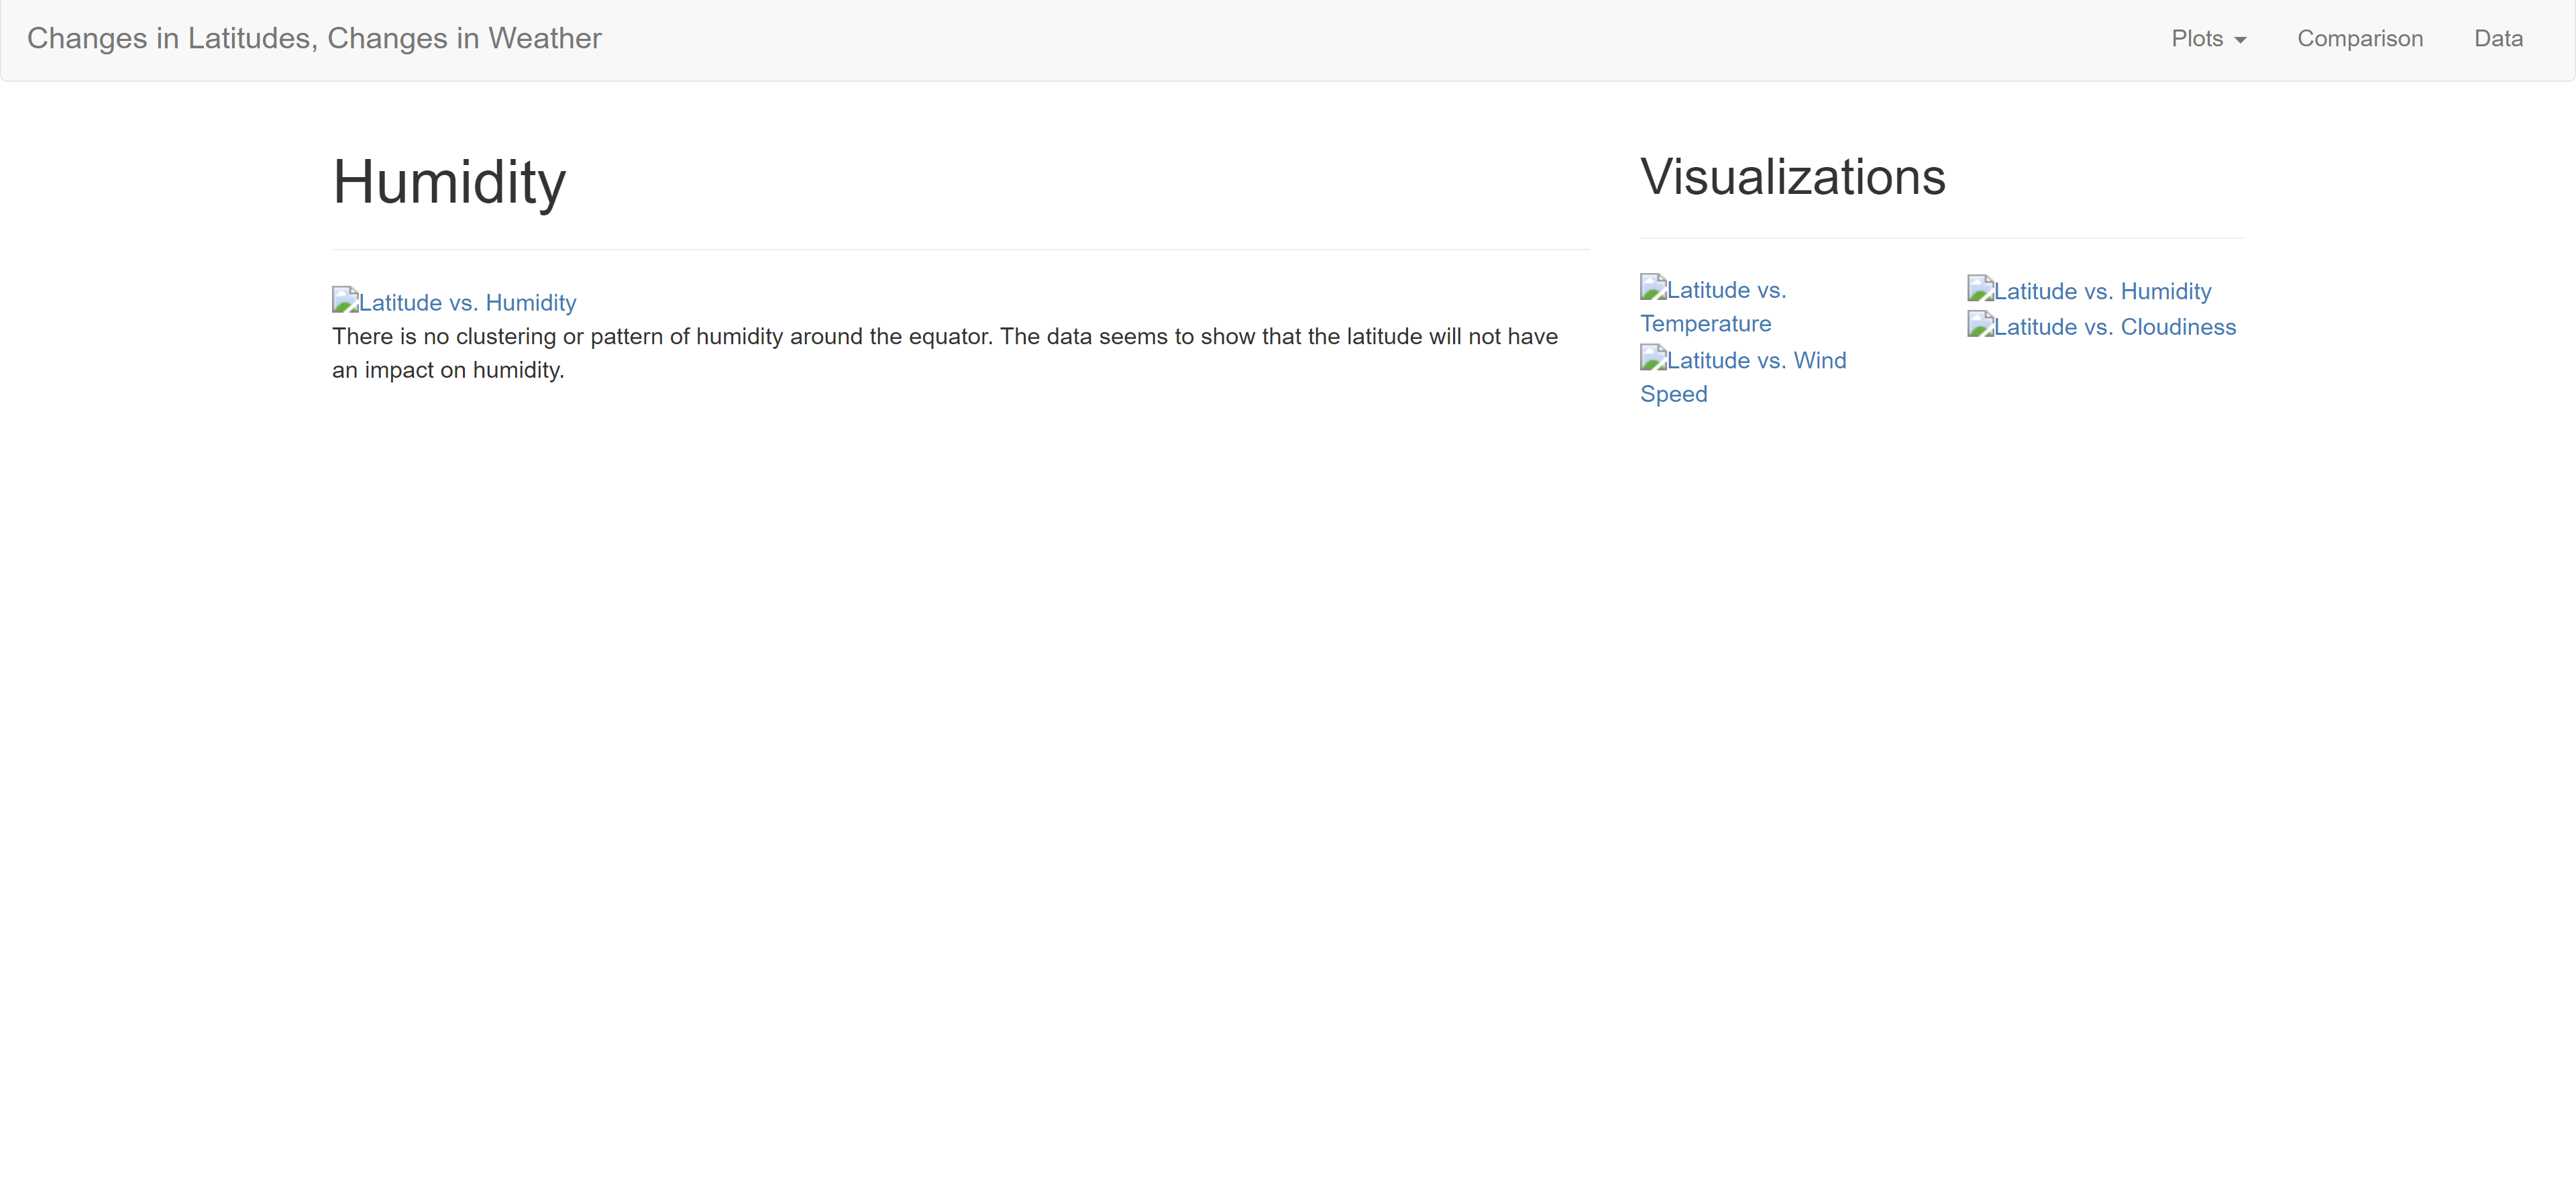 Changes in Latitudes, Changes in Weather
Plots
Comparison
Data
Humidity
Latitude vs. Humidity
There is no clustering or pattern of humidity around the equator. The data seems to show that the latitude will not have
an impact on humidity.
Visualizations
Latitude vs.
Temperature
Latitude vs. Wind
Speed
Latitude vs. Humidity
Latitude vs. Cloudiness